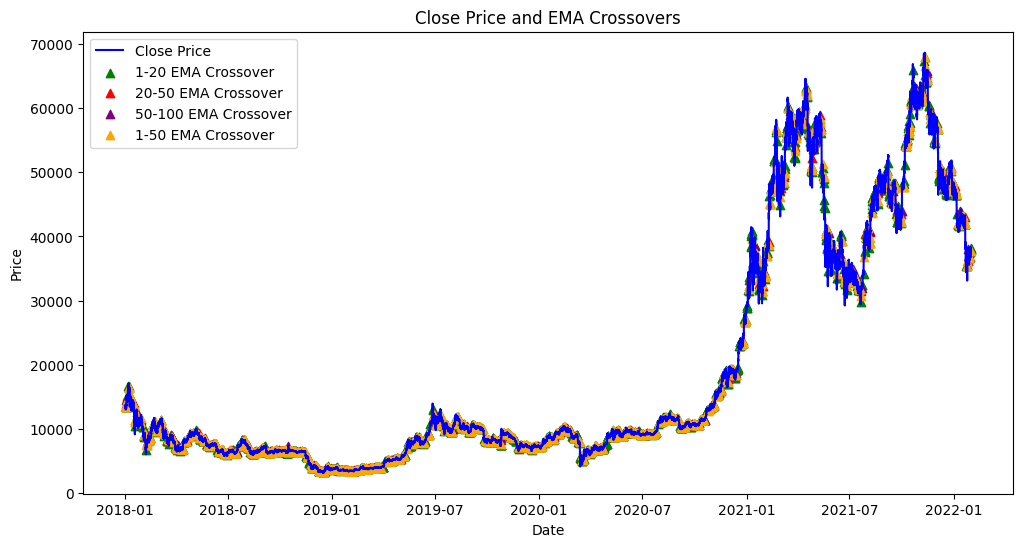 Close Price and EMA Crossovers
Close Price
1-20 EMA Crossover
20-50 EMA Crossover
50-100 EMA Crossover
1-50 EMA Crossover
70000
60000
50000
40000
30000
20000
10000
0
Price
2018-01 2018-07 2019-01 2019-07 2020-01 2020-07 2021-01 2021-07 2022-01
Date